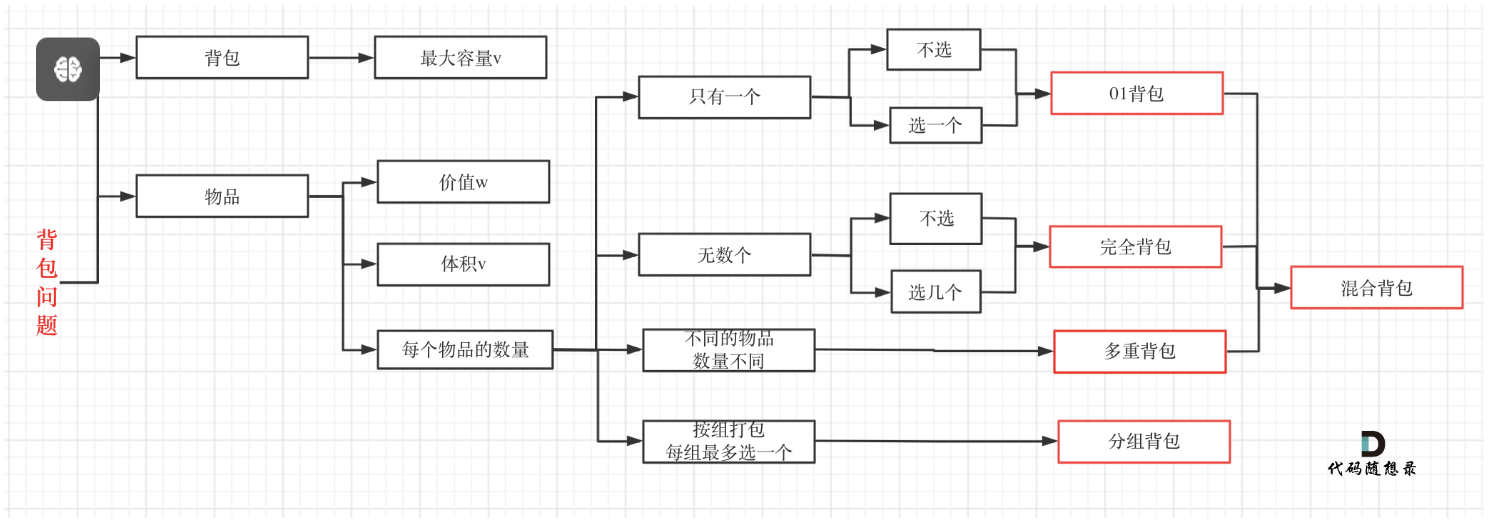 背包问题
背包
最大容量v
物品
价值w
体积v
每个物品的数量
只有一个
不选
选一个
01背包
无数个
不选
选几个
完全背包
不同的物品
数量不同
多重背包
混合背包
按组打包
每组最多选一个
分组背包
代码随想录